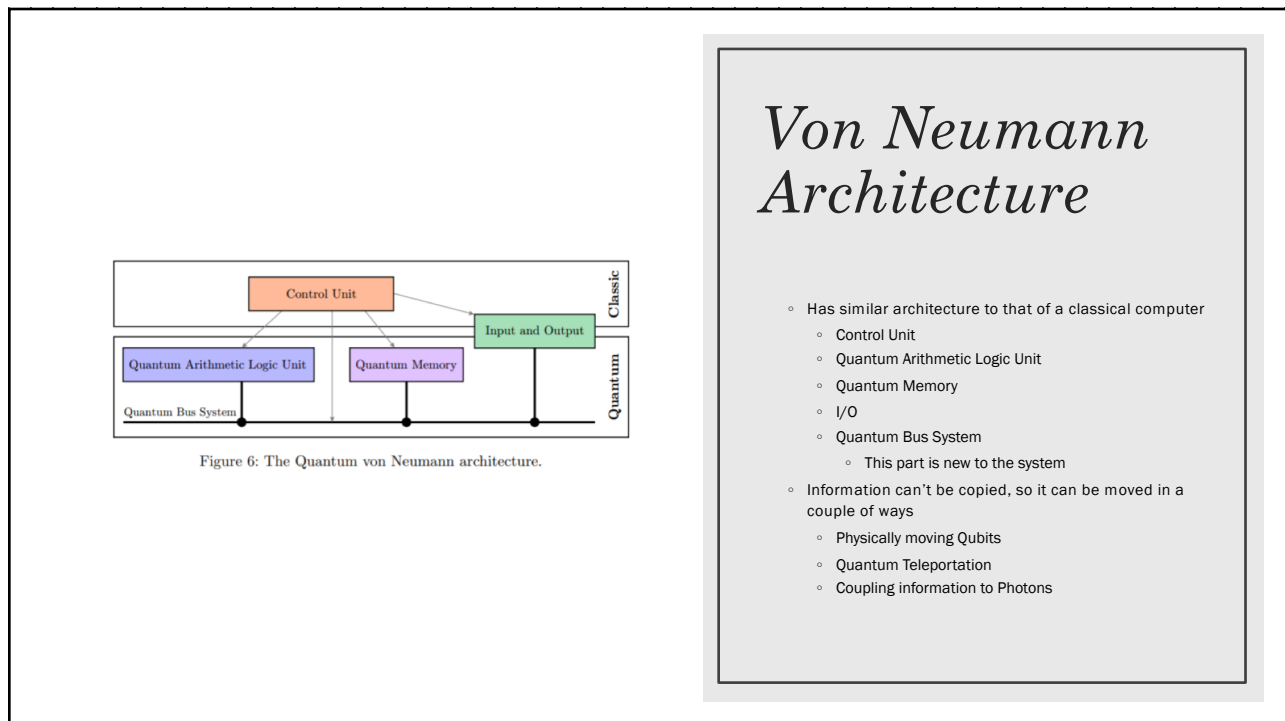 Control Unit
Classic
Input and Output
Quantum Arithmetic Logic Unit
Quantum Memory
Quantum
Quantum Bus System
Figure 6: The Quantum von Neumann architecture.
Von Neumann
Architecture
◦ Has similar architecture to that of a classical computer
◦ Control Unit
◦ Quantum Arithmetic Logic Unit
◦ Quantum Memory
◦ I/O
◦ Quantum Bus System
◦ This part is new to the system
◦ Information can’t be copied, so it can be moved in a
couple of ways
◦ Physically moving Qubits
◦ Quantum Teleportation
◦ Coupling information to Photons